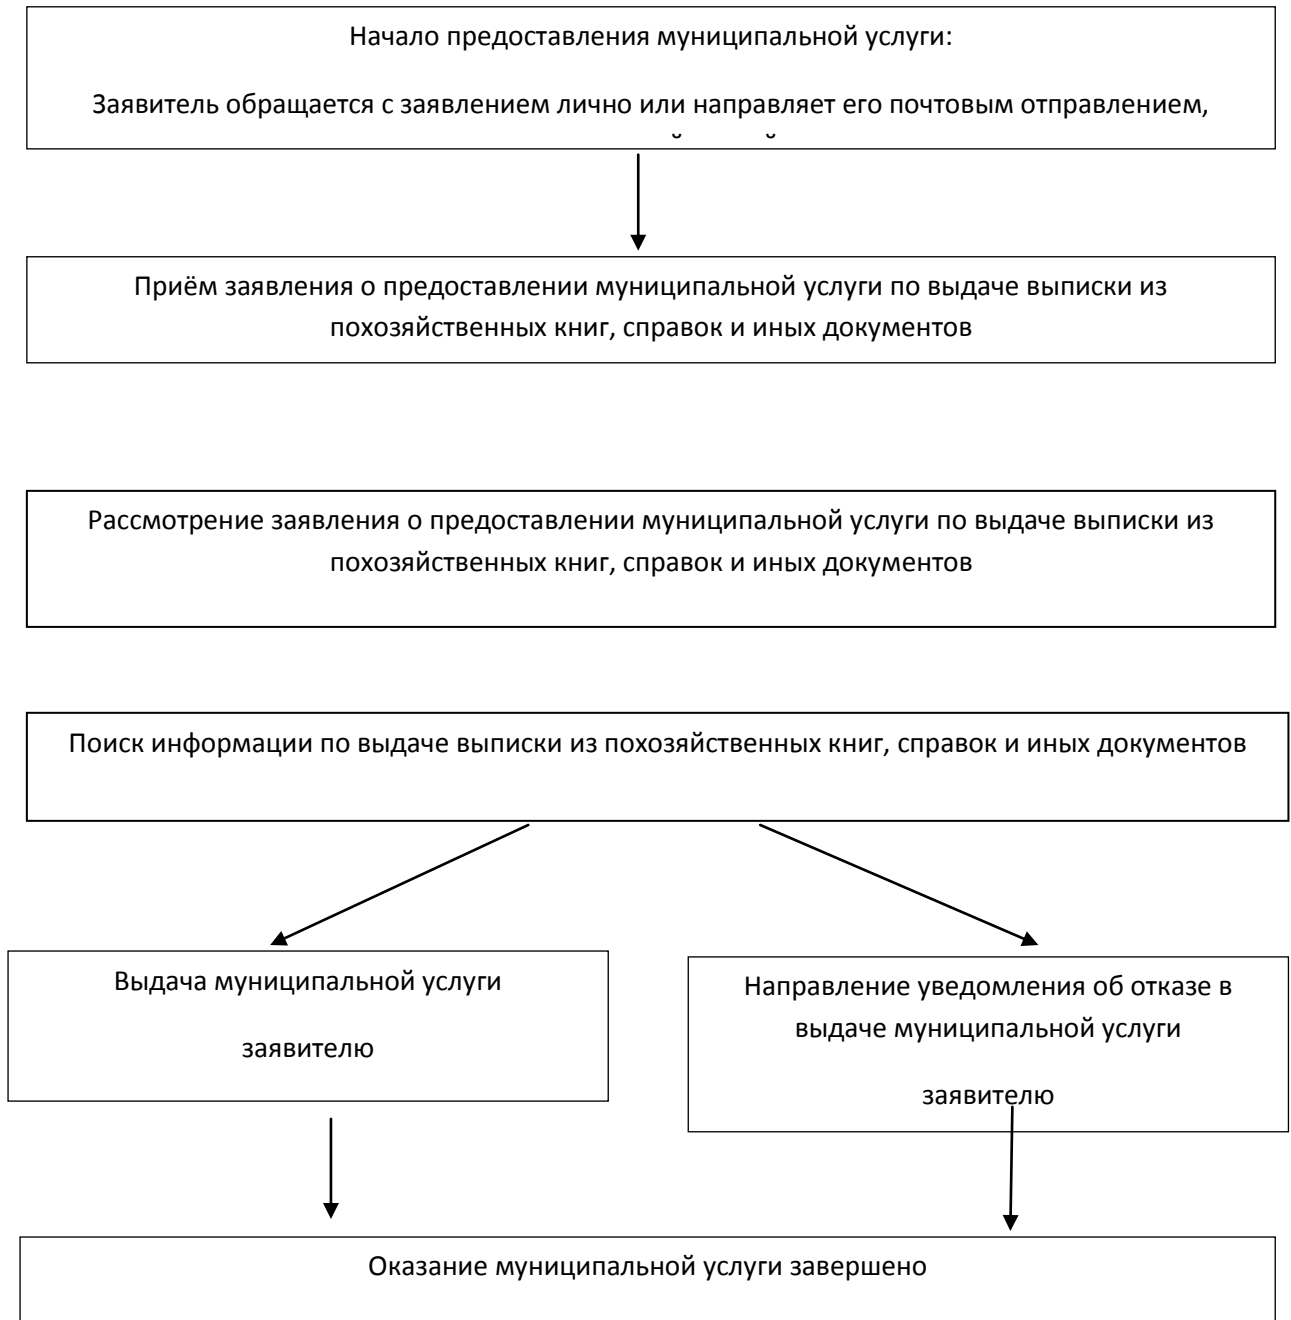 Начало предоставления муниципальной услуги:
Заявитель обращается с заявлением лично или направляет его почтовым отправлением,
Приём заявления о предоставлении муниципальной услуги по выдаче выписки из
похозяйственных книг, справок и иных документов
Рассмотрение заявления о предоставлении муниципальной услуги по выдаче выписки из
похозяйственных книг, справок и иных документов
Поиск информации по выдаче выписки из похозяйственных книг, справок и иных документов
Выдача муниципальной услуги
заявителю
Направление уведомления об отказе в
выдаче муниципальной услуги
заявителю
Оказание муниципальной услуги завершено